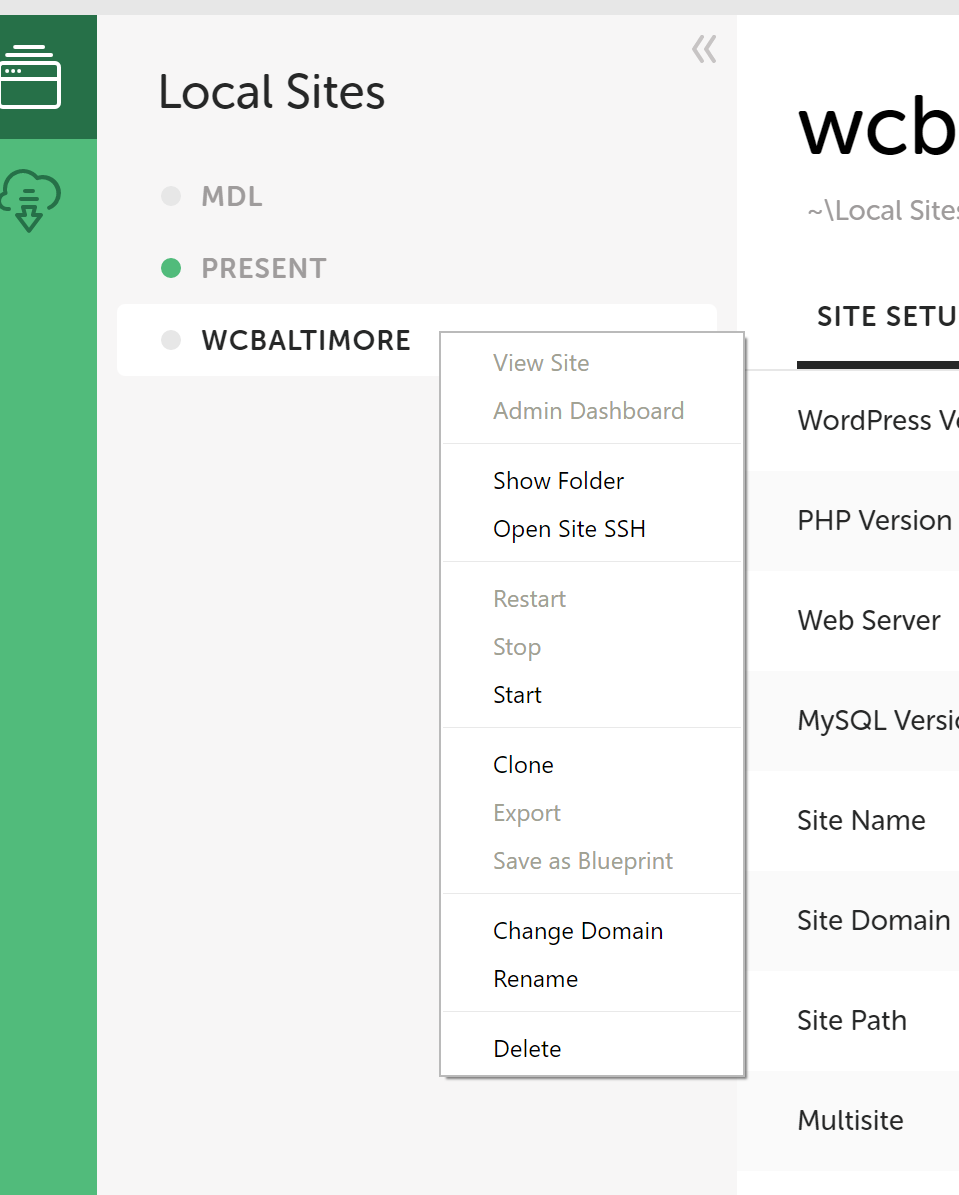 Local Sites
MDL
PRESENT
WCBALTIMORE
View Site
Admin Dashboard
Show Folder
Open Site SSH
Restart
Stop
Start
Clone
Export
Save as Blueprint
Change Domain
Rename
Delete
wcb
~\Local Sites
SITE SETU
WordPress Ve
PHP Version
Web Server
MySQL Versio
Site Name
Site Domain
Site Path
Multisite